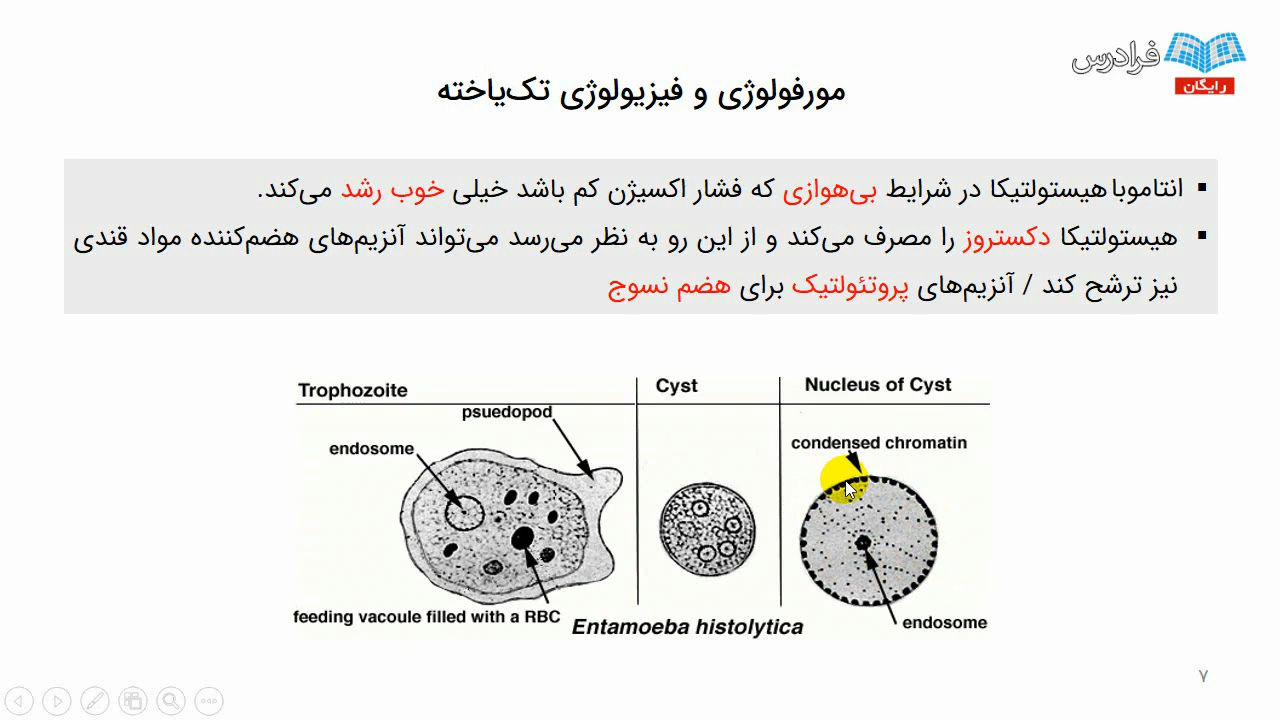 فرادرس
رایگان
مورفولوژی و فیزیولوژی تک‌یاخته
▪ انتاموبا هیستولتیکا در شرایط بی‌هوازی که فشار اکسیژن کم باشد خیلی خوب رشد می‌کند.
▪ هیستولتیکا دکستروز را مصرف می‌کند و از این رو به نظر می‌رسد می‌تواند آنزیم‌های هضم‌کننده مواد قندی
نیز ترشح کند / آنزیم‌های پروتئولتیک برای هضم نسوج
Trophozoite
Cyst
Nucleus of Cyst
psuedopod
endosome
condensed chromatin
feeding vacoule filled with a RBC
endosome
Entamoeba histolytica
۷